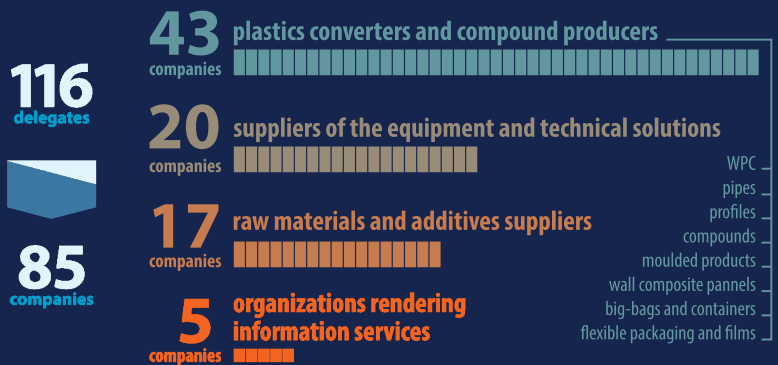 116
delegates
85
companies
43
companies
plastics converters and compound producers
20
companies
suppliers of the equipment and technical solutions
17
companies
raw materials and additives suppliers
5
companies
organizations rendering
information services
WPC
pipes
profiles
compounds
moulded products
wall composite pannels
big-bags and containers
flexible packaging and films